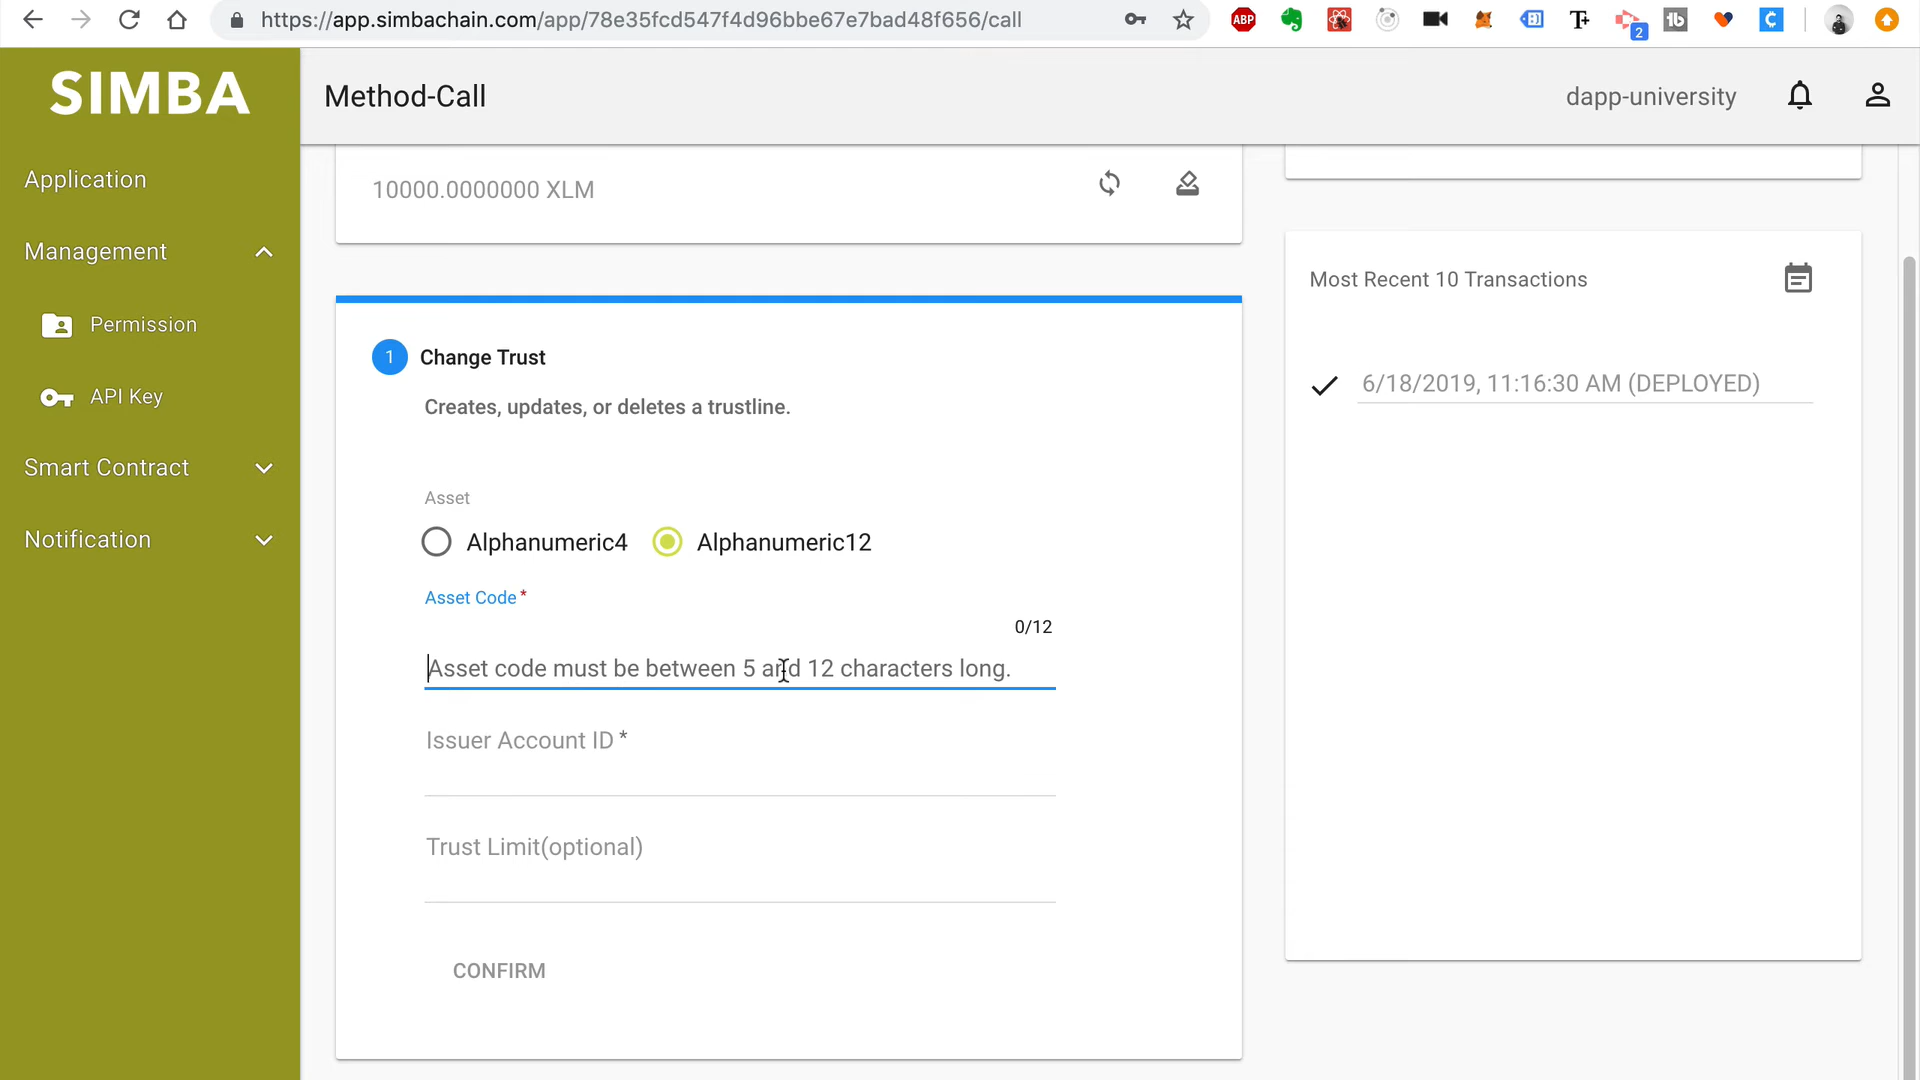 https://app.simbachain.com/app/78e35fcd547f4d96bbe67e7bad48f656/call
ABP
2
SIMBA
Method-Call
dapp-university
Application
Management
Permission
API Key
Smart Contract
Notification
10000.0000000 XLM
1 Change Trust
Creates, updates, or deletes a trustline.
Asset
Alphanumeric4 Alphanumeric12
Asset Code *
0/12
Asset code must be between 5 and 12 characters long.
Issuer Account ID *
Trust Limit(optional)
CONFIRM
Most Recent 10 Transactions
6/18/2019, 11:16:30 AM (DEPLOYED)